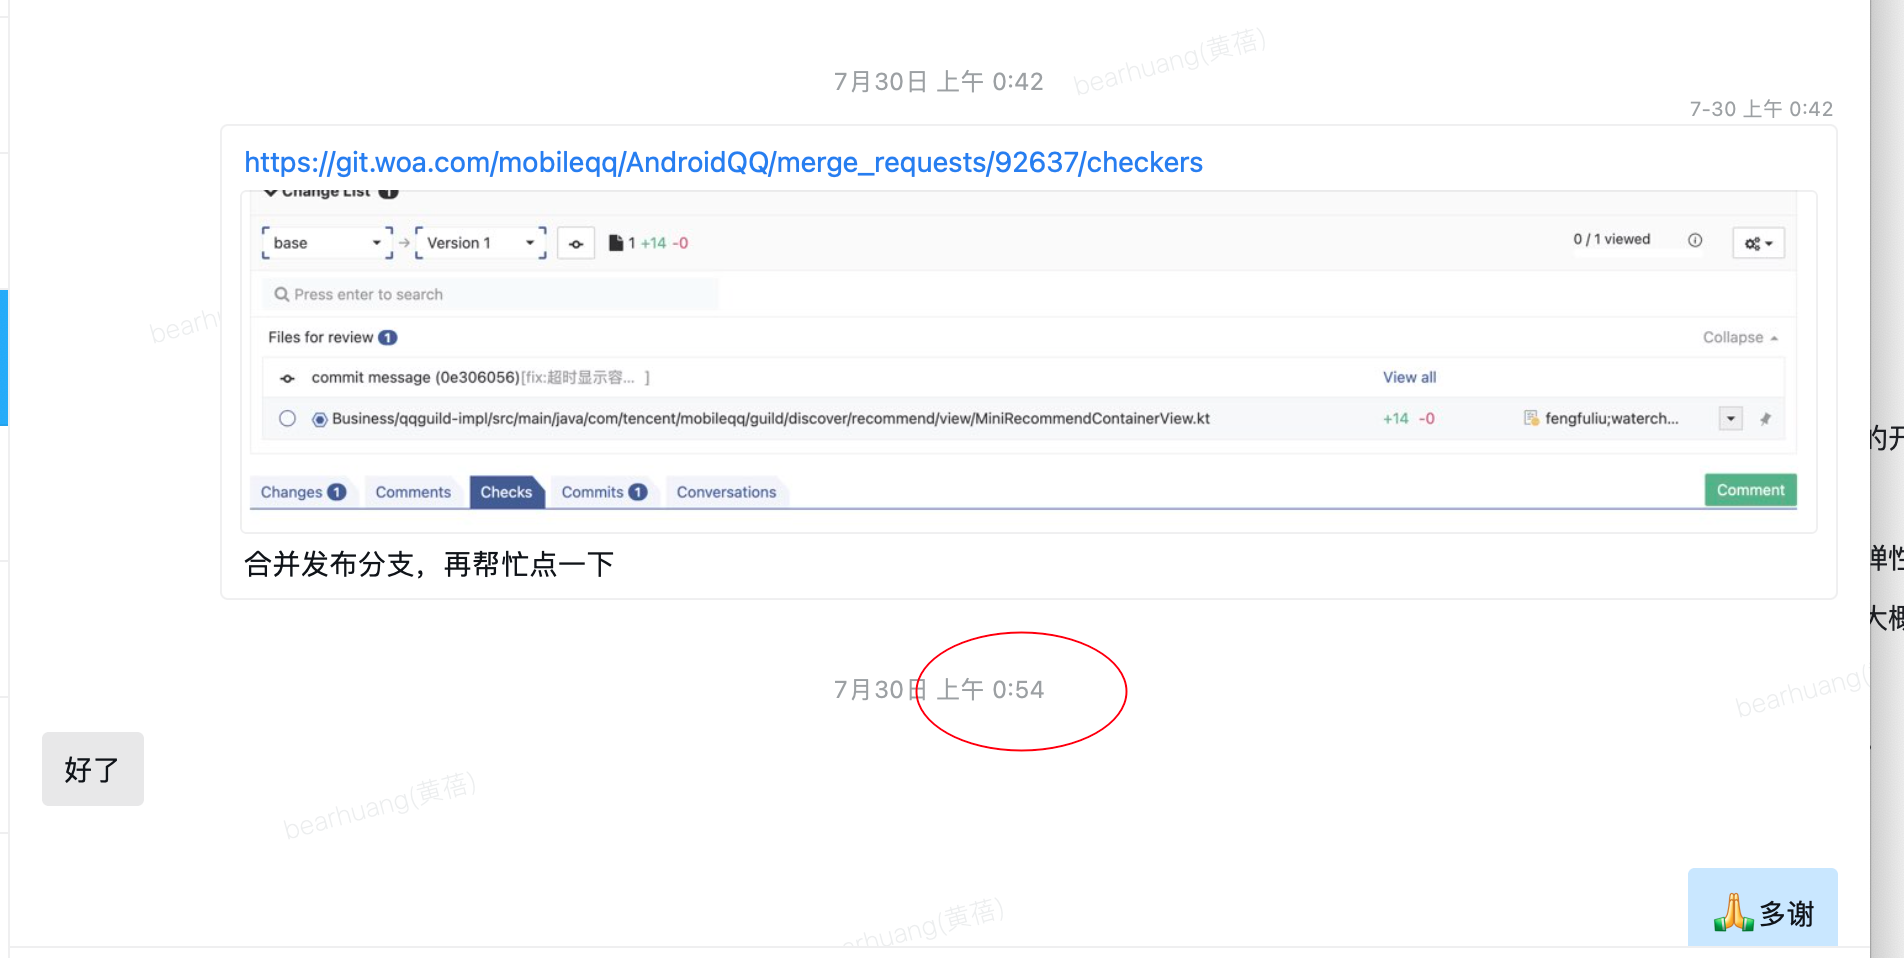 bearhuang(黄蓓)
7月30日 上午 0:42
7-30 上午 0:42
https://git.woa.com/mobileqq/AndroidQQ/merge_requests/92637/checkers
Change List 1
base
Version 1
1 +14 -0
0 / 1 viewed
Press enter to search
bearh
Files for review 1
Collapse
commit message (0e306056)[fix:超时显示容... ]
View all
Business/qqguild-impl/src/main/java/com/tencent/mobileqq/guild/discover/recommend/view/MiniRecommendContainerView.kt
+14 -0
fengfuliu;waterch...
的开
Changes 1
Comments
Checks
Commits 1
Conversations
Comment
弹性
合并发布分支，再帮忙点一下
大概
7月30日 上午 0:54
bearhuang(
好了
bearhuang(黄蓓)
🙏多谢
arhuang(黄蓓)